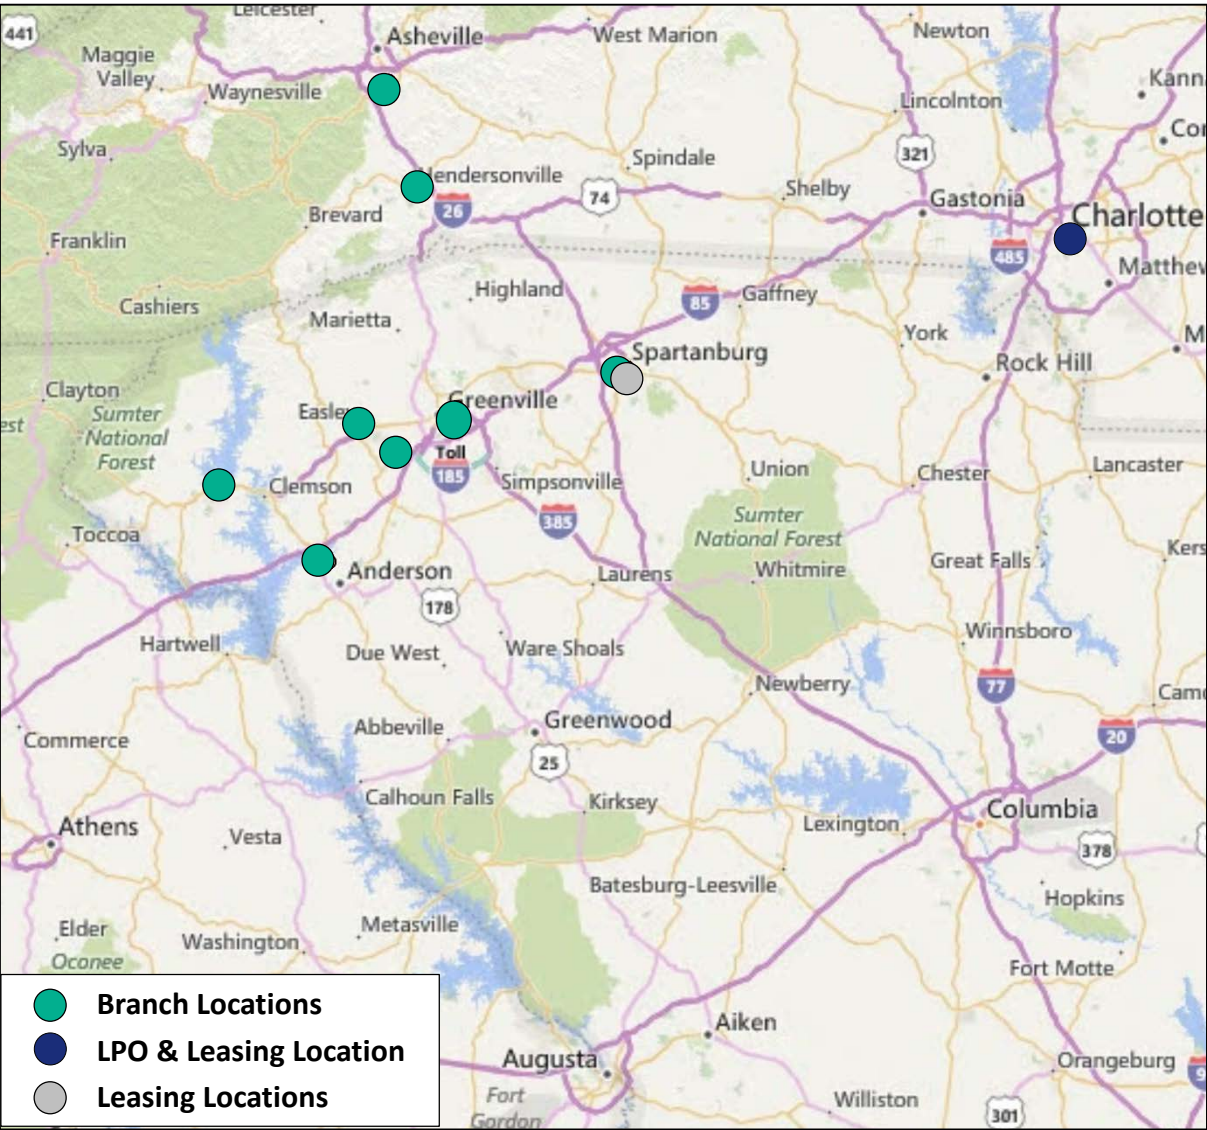 Leicester
441
Asheville
West Marion
Newton
Maggie
Valley
Waynesville
Lincolnton
Kann
Cor
Sylva
Spindale
321
Hendersonville
74
Shelby
Gastonia
Brevard
26
Charlotte
Franklin
485
Matthew
Highland
85
Gaffney
Cashiers
Marietta
York
M
Spartanburg
Rock Hill
Clayton
Sumter
National
Forest
est
Easley
Greenville
Toll
185
Clemson
Simpsonville
Union
Chester
Lancaster
385
Sumter
National Forest
Toccoa
Kers
Great Falls
Anderson
Laurens
Whitmire
178
Hartwell
Due West
Ware Shoals
Winnsboro
Newberry
77
Cam
Commerce
Abbeville
Greenwood
20
25
Calhoun Falls
Kirksey
Columbia
Athens
Vesta
Lexington
378
Batesburg-Leesville
Hopkins
Elder
Oconee
Washington
Metasville
Fort Motte
Branch Locations
LPO & Leasing Location
Leasing Locations
Aiken
Augusta
Orangeburg
9
Fort
Gordon
Williston
301